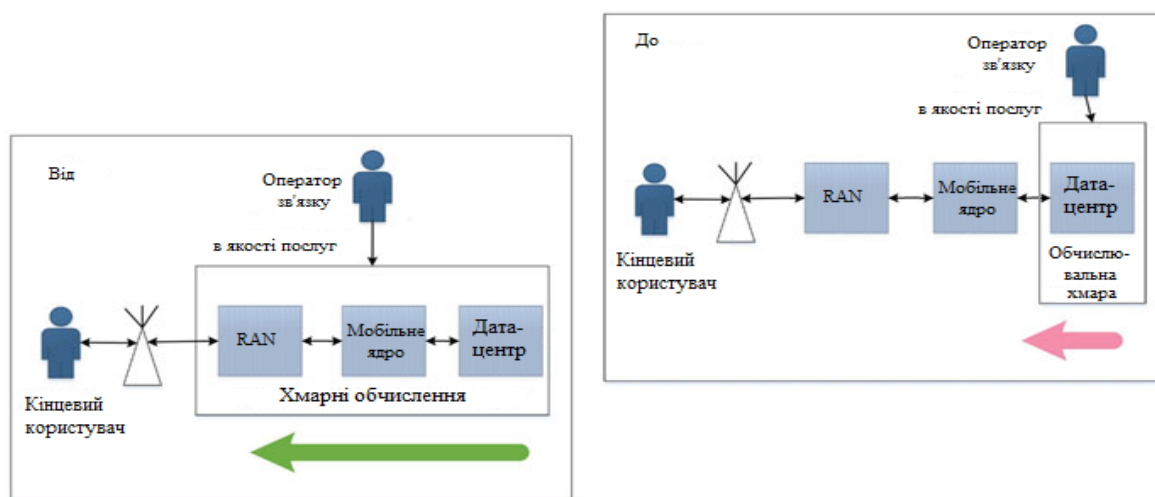 Від
Оператор
зв'язку
в якості послуг
Кінцевий
користувач
RAN
Мобільне
ядро
Дата-
центр
Хмарні обчислення
До
Оператор
зв'язку
в якості послуг
Кінцевий
користувач
RAN
Мобільне
ядро
Дата-
центр
Обчислю-
вальна
хмара